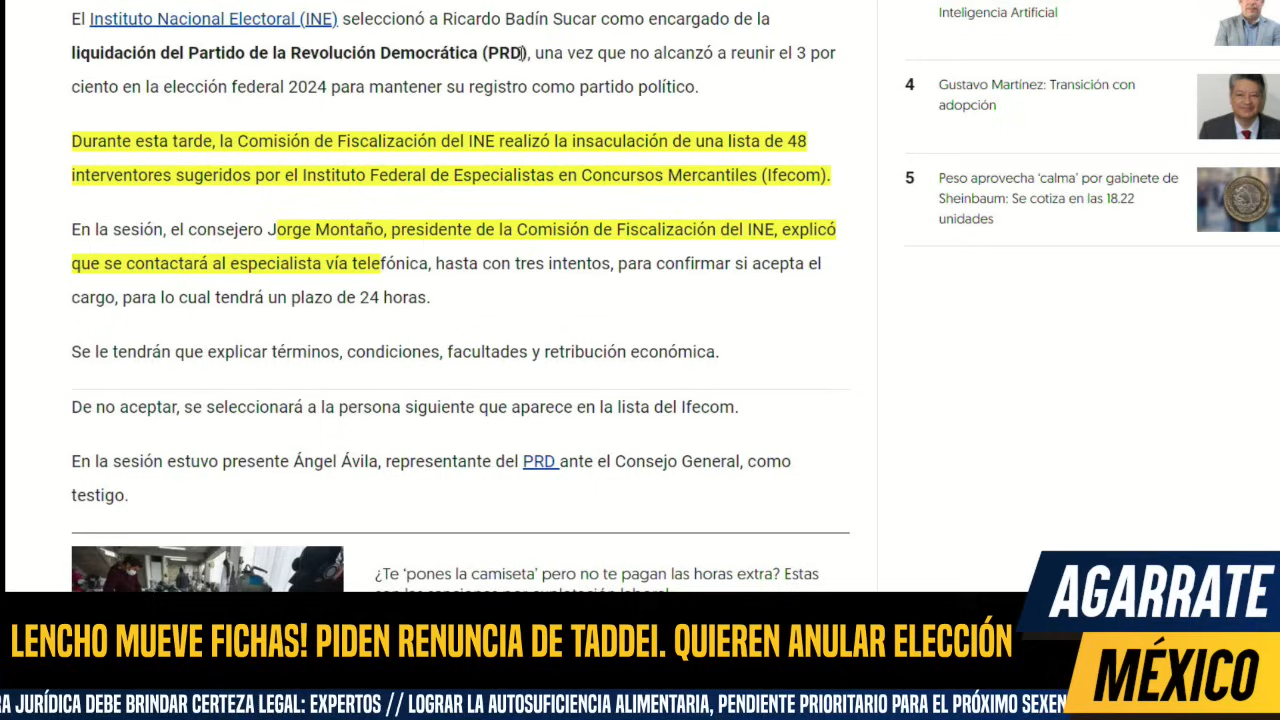 El Instituto Nacional Electoral (INE) seleccionó a Ricardo Badín Sucar como encargado de la
liquidación del Partido de la Revolución Democrática (PRD), una vez que no alcanzó a reunir el 3 por
ciento en la elección federal 2024 para mantener su registro como partido político.
Durante esta tarde, la Comisión de Fiscalización del INE realizó la insaculación de una lista de 48
interventores sugeridos por el Instituto Federal de Especialistas en Concursos Mercantiles (Ifecom).
En la sesión, el consejero Jorge Montaño, presidente de la Comisión de Fiscalización del INE, explicó
que se contactará al especialista vía telefónica, hasta con tres intentos, para confirmar si acepta el
cargo, para lo cual tendrá un plazo de 24 horas.
Se le tendrán que explicar términos, condiciones, facultades y retribución económica.
De no aceptar, se seleccionará a la persona siguiente que aparece en la lista del Ifecom.
En la sesión estuvo presente Ángel Ávila, representante del PRD ante el Consejo General, como
testigo.
¿Te ‘pones la camiseta’ pero no te pagan las horas extra? Estas
Inteligencia Artificial
4 Gustavo Martínez: Transición con
adopción
5 Peso aprovecha ‘calma’ por gabinete de
Sheinbaum: Se cotiza en las 18.22
unidades
LENCHO MUEVE FICHAS! PIDEN RENUNCIA DE TADDEI. QUIEREN ANULAR ELECCIÓN
AGARRATE
MÉXICO
RA JURÍDICA DEBE BRINDAR CERTEZA LEGAL: EXPERTOS // LOGRAR LA AUTOSUFICIENCIA ALIMENTARIA, PENDIENTE PRIORITARIO PARA EL PRÓXIMO SEXEN